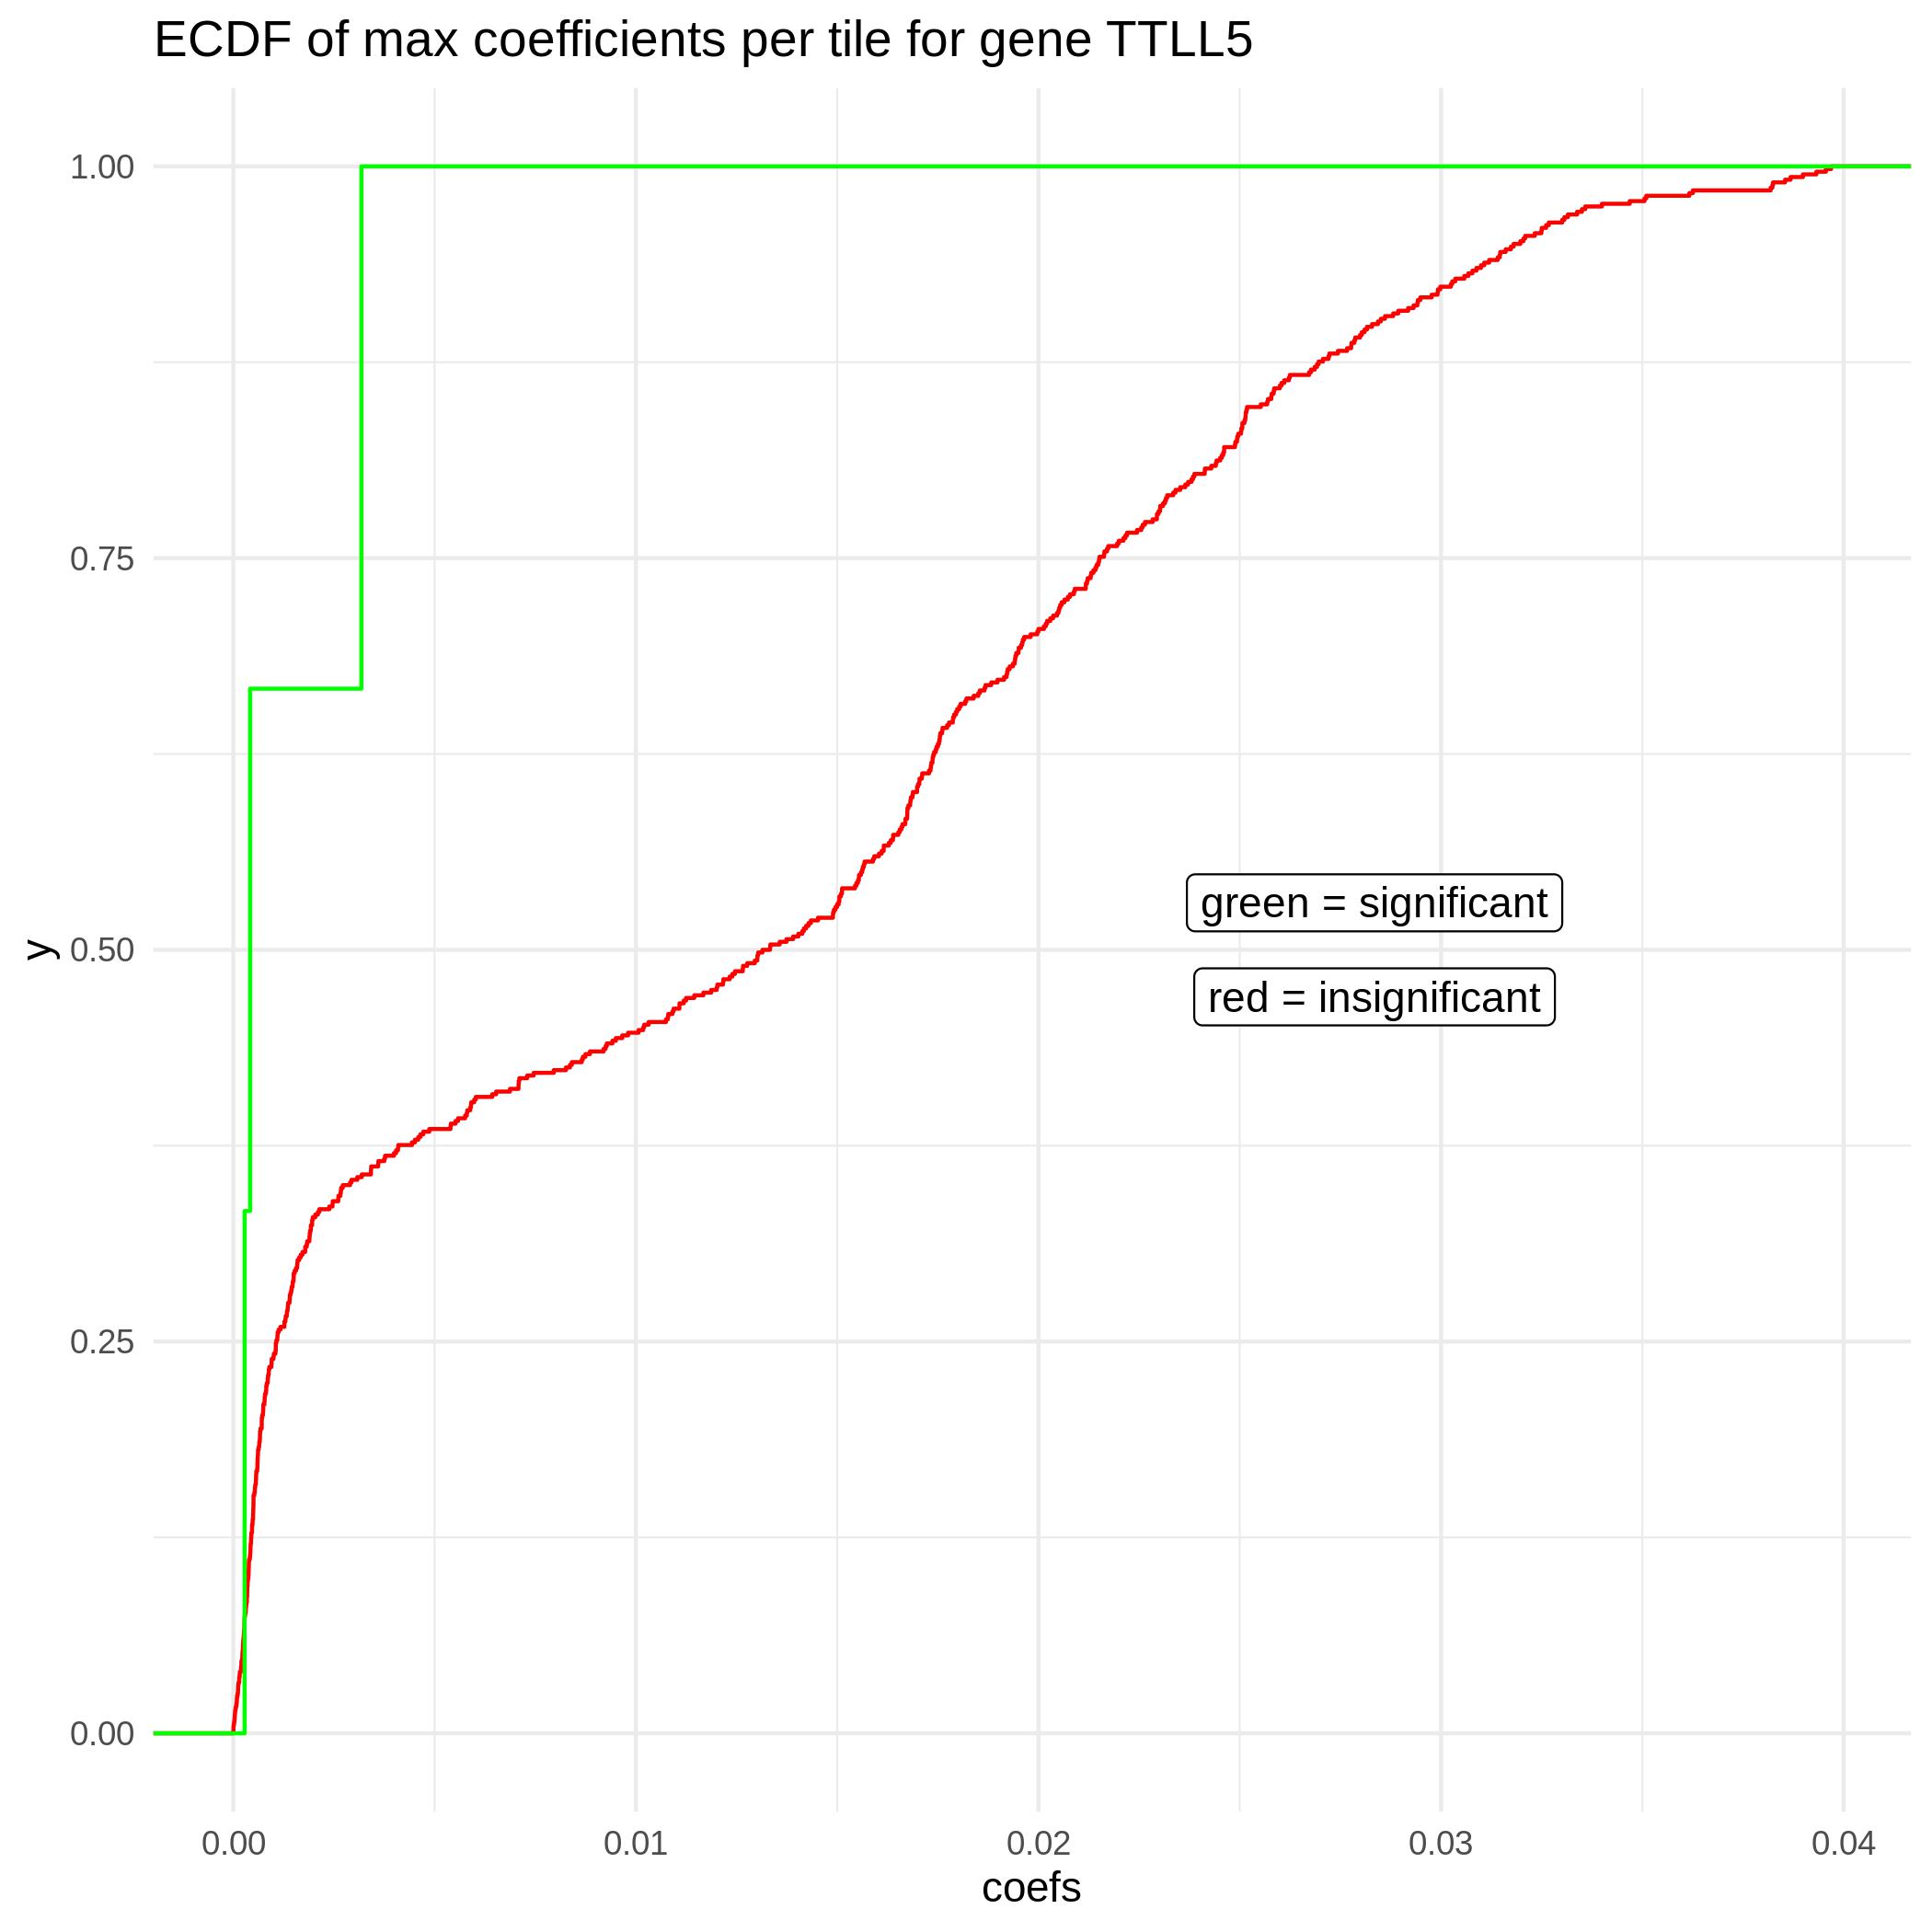 ECDF of max coefficients per tile for gene TTLL5
1.00
0.75
0.50
0.25
0.00
y
green = significant
red = insignificant
0.00 0.01 0.02 0.03 0.04
coefs